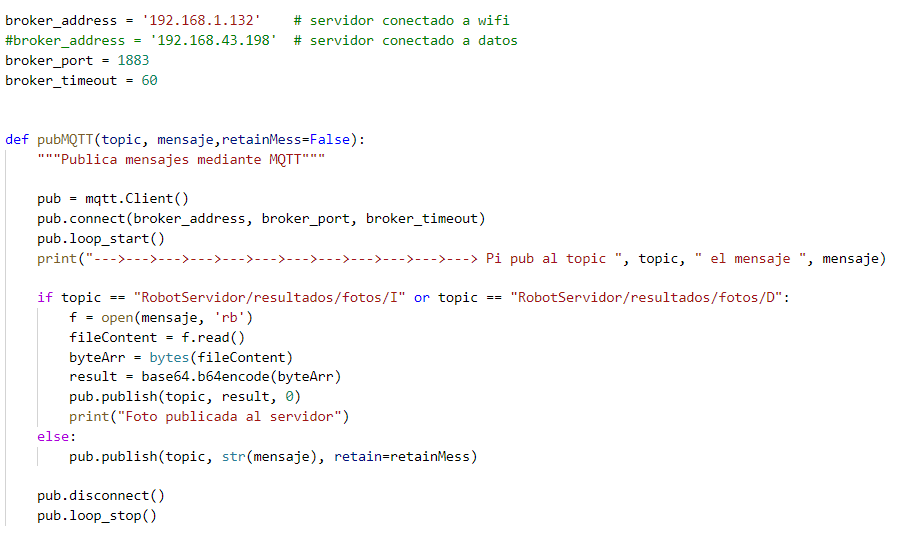 broker_address = '192.168.1.132'    # servidor conectado a wifi
#broker_address = '192.168.43.198'  # servidor conectado a datos
broker_port = 1883
broker_timeout = 60
def pubMQTT(topic, mensaje,retainMess=False):
    """Publica mensajes mediante MQTT"""
    pub = mqtt.Client()
    pub.connect(broker_address, broker_port, broker_timeout)
    pub.loop_start()
    print("--->--->--->--->--->--->--->--->--->--->--->---> Pi pub al topic ", topic, " el mensaje ", mensaje)
    if topic == "RobotServidor/resultados/fotos/I" or topic == "RobotServidor/resultados/fotos/D":
        f = open(mensaje, 'rb')
        fileContent = f.read()
        byteArr = bytes(fileContent)
        result = base64.b64encode(byteArr)
        pub.publish(topic, result, 0)
        print("Foto publicada al servidor")
    else:
        pub.publish(topic, str(mensaje), retain=retainMess)
    pub.disconnect()
    pub.loop_stop()